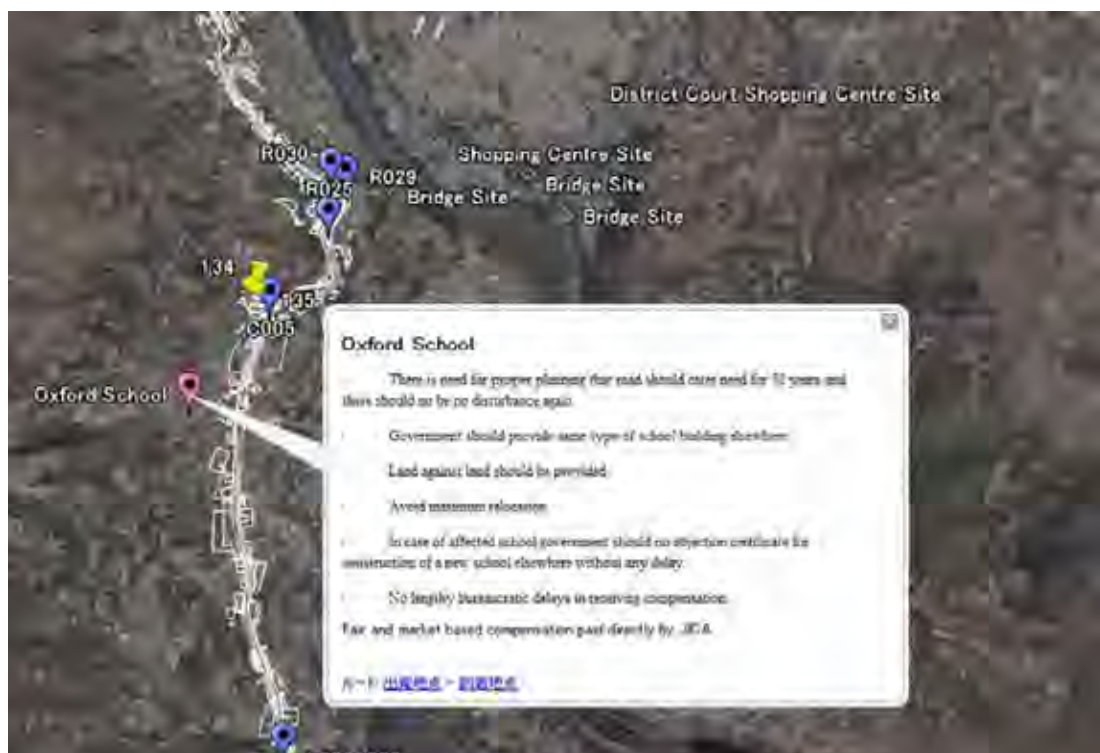 District Court Shopping Centre Site
R030
Shopping Centre Site
R029
Bridge Site
R025
Bridge Site
Bridge Site
134
135
C005
Oxford School
Oxford School
There is need for proper planning that road should cater need for years and
there should no be no disturbance again.
Government should provide same type of school building elsewhere.
Land against land should be provided.
Avoid maximum relocation.
In case of affected school government should no objection certificate for
construction of a new school elsewhere without any delay.
No lengthy bureaucratic delays in receiving compensation.
Fair and market based compensation paid directly by JICA
ルート: 出発地点 - 到着地点